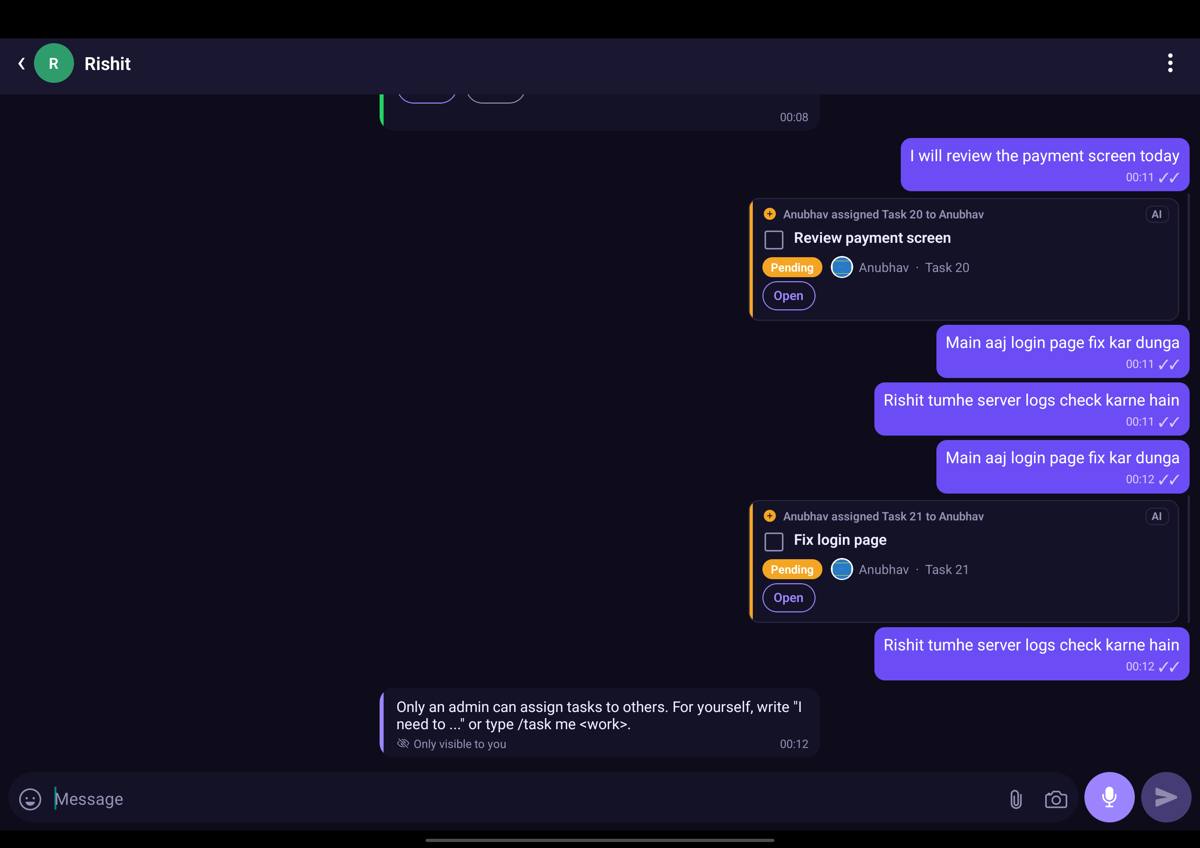 R
Rishit
00:08
I will review the payment screen today
00:11 ✓✓
Anubhav assigned Task 20 to Anubhav
AI
Review payment screen
Pending Anubhav · Task 20
Open
Main aaj login page fix kar dunga
00:11 ✓✓
Rishit tumhe server logs check karne hain
00:11 ✓✓
Main aaj login page fix kar dunga
00:12 ✓✓
Anubhav assigned Task 21 to Anubhav
AI
Fix login page
Pending Anubhav · Task 21
Open
Rishit tumhe server logs check karne hain
00:12 ✓✓
Only an admin can assign tasks to others. For yourself, write "I
need to ..." or type /task me <work>.
Only visible to you
00:12
Message